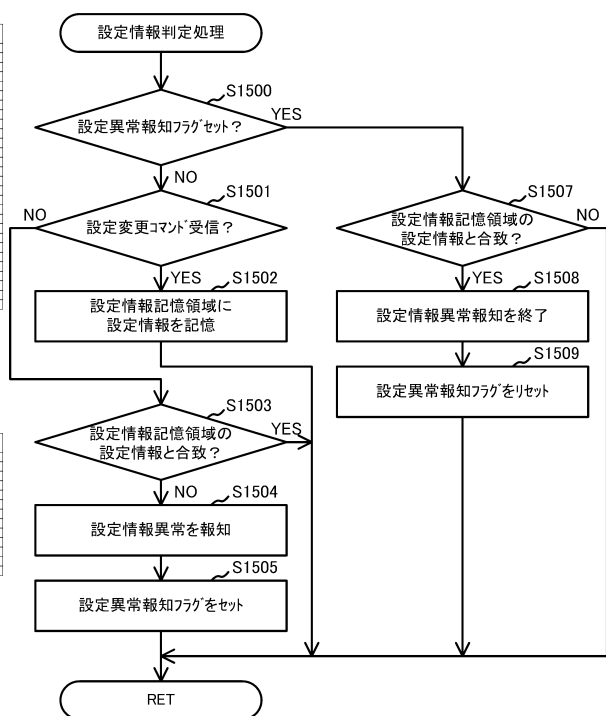 設定情報判定処理
S1500
設定異常報知フラグセット？
YES
NO
S1501
NO
設定変更コマンド受信？
YES
S1502
設定情報記憶領域に
設定情報を記憶
S1503
設定情報記憶領域の
設定情報と合致？
YES
NO
S1504
設定情報異常を報知
S1505
設定異常報知フラグをセット
S1507
設定情報記憶領域の
設定情報と合致？
NO
YES
S1508
設定情報異常報知を終了
S1509
設定異常報知フラグをリセット
RET